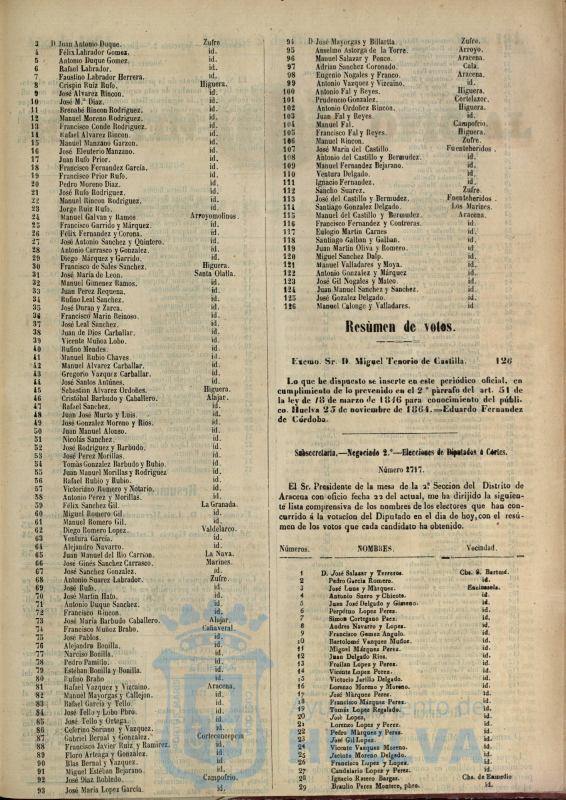 3 D Juan Antonio Duque. Zufre
4 Félix Labrador Gomez. id.
5 Antonio Duque Gomez. id.
6 Rafael Labrador. id.
7 Faustino Labrador Herrera. id.
8 Crispin Ruiz Rufo. Higuera.
9 José Alvarez Rincon. id.
10 José M.ª Diaz. id.
11 Bernabé Rincon Rodriguez. id.
12 Manuel Moreno Rodriguez. id.
13 Francisco Conde Rodriguez. id.
14 Rafael Alvarez Rincon. id.
15 Manuel Manzano Garzon. id.
16 José Eleuterio Manzano. id.
17 Juan Rufo Prior. id.
18 Francisco Fernandez García. id.
19 Francisco Prior Rufo. id.
20 Pedro Moreno Diaz. id.
21 José Rufo Rodriguez. id.
22 Manuel Rincon Rodriguez. id.
23 Jorge Ruiz Rufo. id.
24 Manuel Galvan y Ramos Arroyomolinos.
25 Francisco Garrido y Márquez. id.
26 Félix Fernandez y Corona. id.
27 José Antonio Sanchez y Quintero. id.
28 Antonio Carrasco y Gonzalez. id.
29 Diego Márquez y Garrido. id.
30 Francisco de Sales Sanchez. Higuera.
31 José María de Leon. Santa Olalla.
32 Manuel Gimenez Ramos. id.
33 Juan Perez Requena. id.
34 Rufino Leal Sanchez. id.
35 José Duran y Zarca. id.
36 Francisco Marin Reinoso. id.
37 José Leal Sanchez. id.
38 Juan de Dios Carballar. id.
39 Vicente Muñoz Lobo. id.
40 Rufino Mendez. id.
41 Manuel Rubio Chaves id.
42 Manuel Alvarez Carballar. id.
43 Gregorio Vazquez Carballar id.
44 José Santos Antúnes. id.
45 Sebastian Alvarez Ordoñes. Higuera.
46 Cristóbal Barbudo y Caballero Alajar.
47 Rafael Sanchez. id.
48 Juan José Murto y Luis. id.
49 José Gonzalez Moreno y Rios. id.
50 Juan Manuel Alonso. id.
51 Nicolás Sanchez. id.
52 José Rodriguez y Barbudo. id.
53 José Perez Morillas. id.
54 Tomás Gonzalez Barbudo y Rubio. id.
55 Juan Manuel Morillas y Rodriguez id.
56 Rafael Rubio y Rubio. id.
57 Victoriano Romero y Notario. id.
58 Antonio Perez y Morillas. id.
59 Félix Sanchez Gil. La Granada.
60 Miguel Romero Gil id.
61 Manuel Romero Gil. id.
62 Diego Romero Lopez. Valdelarco.
63 Ventura García. id.
64 Alejandro Navarro. id.
65 Juan Manuel del Rio Carrion. La Nava.
66 José Ginés Sanchez Carrasco. Marines.
67 José Sanchez Gonzalez. id.
68 Antonio Suarez Labrador. Zufre.
69 José Rufo. id.
70 José Martin Hato. id.
71 Antonio Duque Sanchez. id.
72 Francisco Rincon. id.
73 José María Barbudo Caballero. Alajar.
74 Francisco Muñoz Brabo. Cañaveral.
75 José Pablos. id.
76 Alejandro Bonilla. id.
77 Narciso Bonilla. id.
78 Pedro Pamillo. id.
79 Esteban Bonilla y Bonilla. id.
80 Rufino Braho id.
81 Rafael Vazquez y Vizcaino. Aracena.
82 Manuel Mayorgas y Callejon. id.
83 Rafael García y Tello. id.
84 José Tello y Lobo Pbro. id.
85 José Tello y Ortega. id.
86 Ceferino Soriano y Vazquez. id.
87 Gabriel Bernal y Gonzalez. Corteconcepcin
88 Francisco Javier Ruiz y Ramirez. id.
89 Floro Arteaga y Gonzalez. id.
90 Blas Bernal y Vazquez. id.
91 Miguel Esteban Bejarano. id.
92 José Diaz Robledo. Campofrio.
93 José María Lopez García. id.
94 D José Mayorgas y Billartta. Zufre.
95 Anselmo Astorga de la Torre. Arroyo.
96 Manuel Salazar y Ponce. Aracena.
97 Adrian Sanchez Coronado. Cala.
98 Eugenio Nogales y Franco. Aracena.
99 Antonio Vazquez y Vizcaino. id.
100 Antonio Fal y Reyes. Higuera.
101 Prudencio Gonzalez. Cortelazor.
102 Antonio Ordoñez Rincon. Higuera.
103 Juan Fal y Reyes. id.
104 Manuel Fal. Campofrio.
105 Francisco Fal y Reyes. Higuera.
106 Manuel Rincon. Zufre.
107 José María del Castillo. Fuenteheridos
108 Antonio del Castillo y Bermudez. id.
109 Manuel Fernandez Bejarano. id.
110 Ventura Delgado. id.
111 Ignacio Fernandez. id.
112 Sancho Suarez. Zufre
113 José del Castillo y Bermudez. Fuenteheridos
114 Santiago Gonzalez Delgado. Los Marines.
115 Manuel del Castillo y Bermudez. Aracena.
116 Francisco Fernandez y Contreras. id.
117 Eulogio Martin Carnes id.
118 Santiago Galban y Galban. id.
119 Juan Martin Oliva y Romero. id.
120 Miguel Sanchez Dalp. id.
121 Manuel Valladares y Moya. id.
122 Antonio Gonzalez y Márquez id.
123 José Gil Nogales y Mateo. id.
124 Juan Manuel Sanchez y Sanchez. id.
125 José Gozalez Delgado. id.
126 Manuel Calonge y Valladares. id.
Resùmen de votos.
Excmo. Sr. D. Miguel Tenorio de Castilla. 126
Lo que he dispuesto se inserte en este periódico oficial, en
cumplimiento de lo prevenido en el 2.º párrafo del art. 51 de
la ley de 18 de marzo de 1846 para conocimiento del públi-
co. Huelva 25 de noviembre de 1864.—Eduardo Fernandez
de Córdoba.
Subsecretaria.—Negociado 2.º—Elecciones de Diputados a Córtes.
Número 2717.
El Sr. Presidente de la mesa de la 2.ª Seccion del Distrito de
Aracena con oficio fecha 22 del actual, me ha dirijido la siguien-
te lista comprensiva de los nombres de los electores que han con-
currido á la votacion del Diputado en el dia de hoy, con el resú-
men de los votos que cada candidato ha obtenido.
Números. NOMBRES. Vecindad.
1 D. José Salazar y Terreros. Cbs. S. Bartomé.
2 Pedro Garcia Romero. id.
3 José Luna y Márquez. Encinasola.
4 Antonio Suero y Chicote. id.
5 Juan José Delgado y Gimeno. id.
6 Perpétuo Lopez Perez. id.
7 Simon Cortegano Paez. id.
8 Andres Navarro y Lopez. id.
9 Francisco Gomez Angulo. id.
10 Bartolomé Vazquez Muñoz. id.
11 Miguel Márquez Perez. id.
12 Juan Delgado Rios. id.
13 Froilan Lopez y Perez. id.
14 Vicente Lopez Perez. id.
15 Victorio Jarillo Delgado. id.
16 Lorenzo Moreno y Moreno. id.
17 José Márquez Perez. id.
18 Francisco Márquez Perez. id.
19 Tomás Lopez Regalado. id.
20 José Lopez. id.
21 Lorenzo Lopez y Perez. id.
22 Pedro Márquez y Perez. id.
23 José Gil Lopez. id.
24 Vicente Vazquez Moreno. id.
25 Jacinto Moreno Delgado. id.
26 Francisco Lopez y Lopez. id.
27 Candelario Lopez y Perez. id.
28 Ignacio Rastro Borges. Cbs. de Enmedio
29 Braulio Perez Montero, pbro. id.
Ayuntamiento de
HUELVA